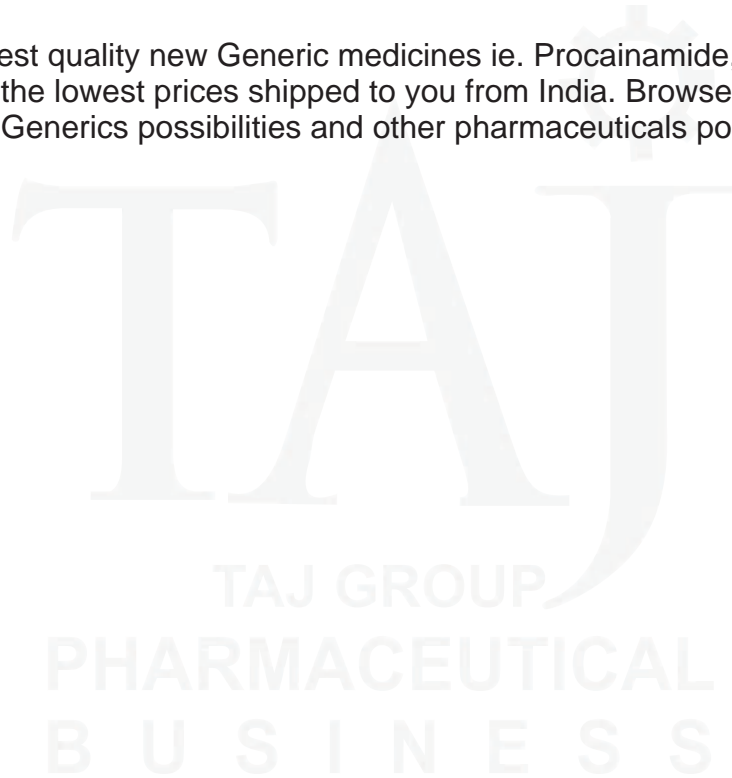 est quality new Generic medicines ie. Procainamide.
the lowest prices shipped to you from India. Browse
Generics possibilities and other pharmaceuticals po
TAJ
TAJ GROUP
PHARMACEUTICAL
BUSINESS